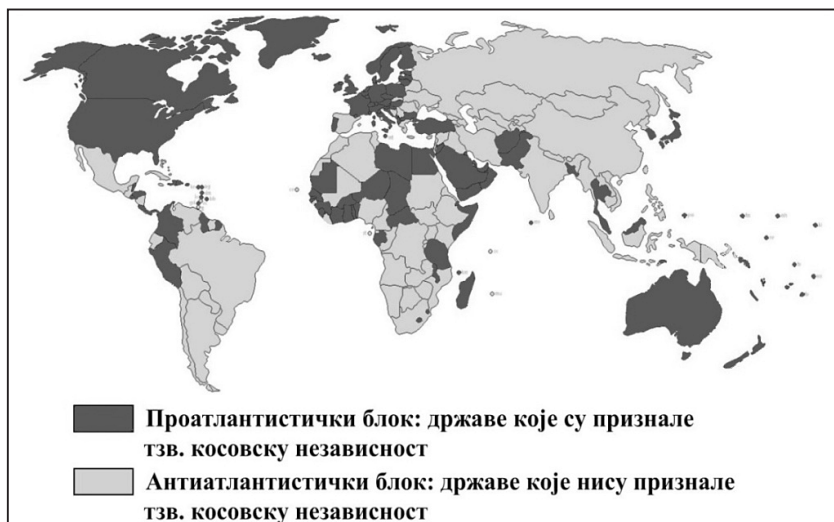 Проатлантистички блок: државе које су признале
тзв. косовску независност
Антиатлантистички блок: државе које нису признале
тзв. косовску независност